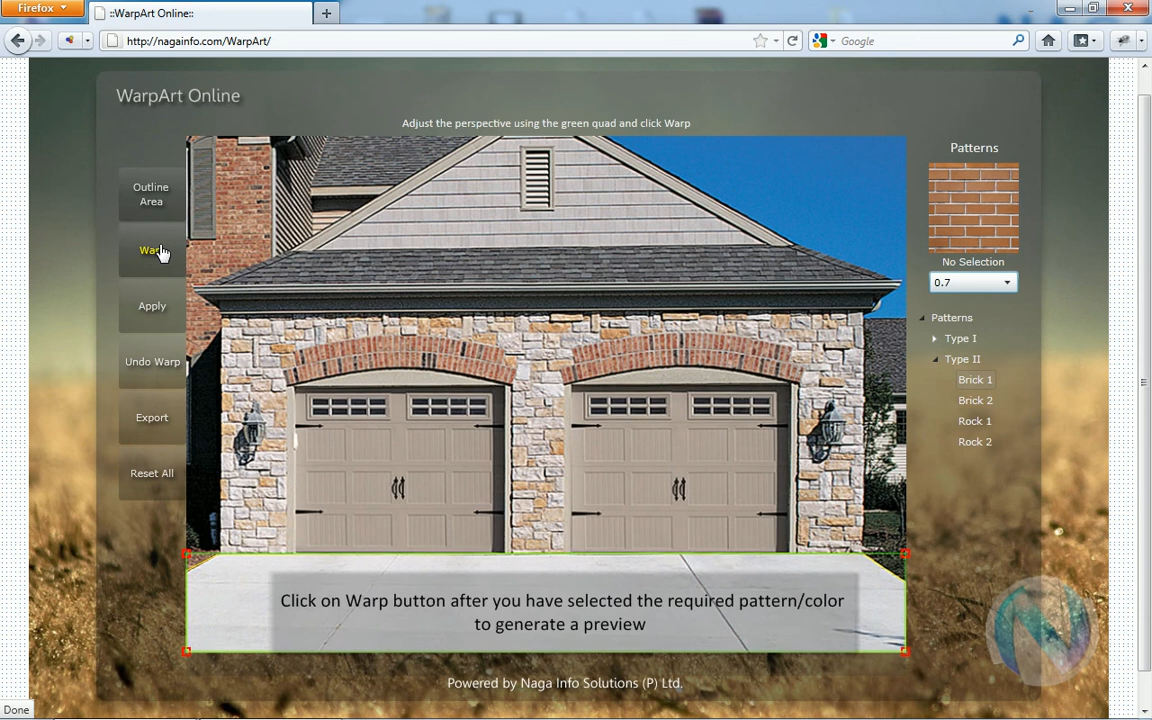 Firefox
::WarpArt Online::
http://nagainfo.com/WarpArt/
Google
WarpArt Online
Adjust the perspective using the green quad and click Warp
Outline
Area
Warp
Apply
Undo Warp
Export
Reset All
Patterns
No Selection
0.7
Patterns
Type I
Type II
Brick 1
Brick 2
Rock 1
Rock 2
Click on Warp button after you have selected the required pattern/color
to generate a preview
Powered by Naga Info Solutions (P) Ltd.
Done